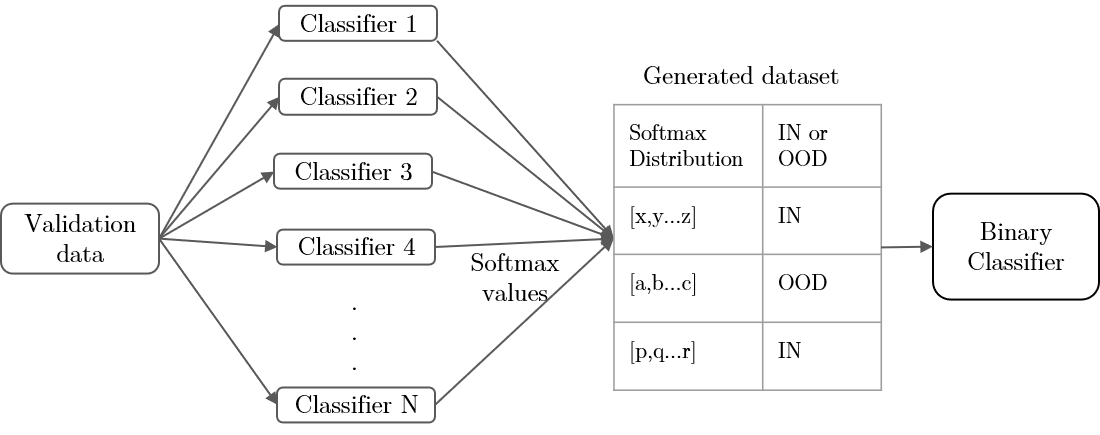 Classifier 1
Classifier 2
Classifier 3
Classifier 4
.
.
.
Classifier N
Validation
data
Softmax
values
Generated dataset
Softmax
Distribution
IN or
OOD
[x,y...z]
IN
[a,b...c]
OOD
[p,q...r]
IN
Binary
Classifier